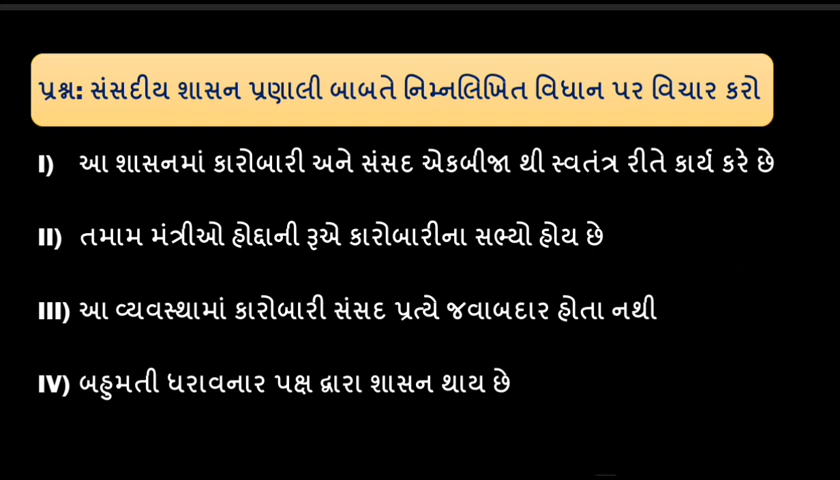 પ્રશ્ન: સંસદીય શાસન પ્રણાલી બાબતે નિમ્નલિખિત વિધાન પર વિચાર કરો
I) આ શાસનમાં કારોબારી અને સંસદ એકબીજા થી સ્વતંત્ર રીતે કાર્ય કરે છે
II) તમામ મંત્રીઓ હોદ્દાની રૂએ કારોબારીના સભ્યો હોય છે
III) આ વ્યવસ્થામાં કારોબારી સંસદ પ્રત્યે જવાબદાર હોતા નથી
IV) બહુમતી ધરાવનાર પક્ષ દ્વારા શાસન થાય છે